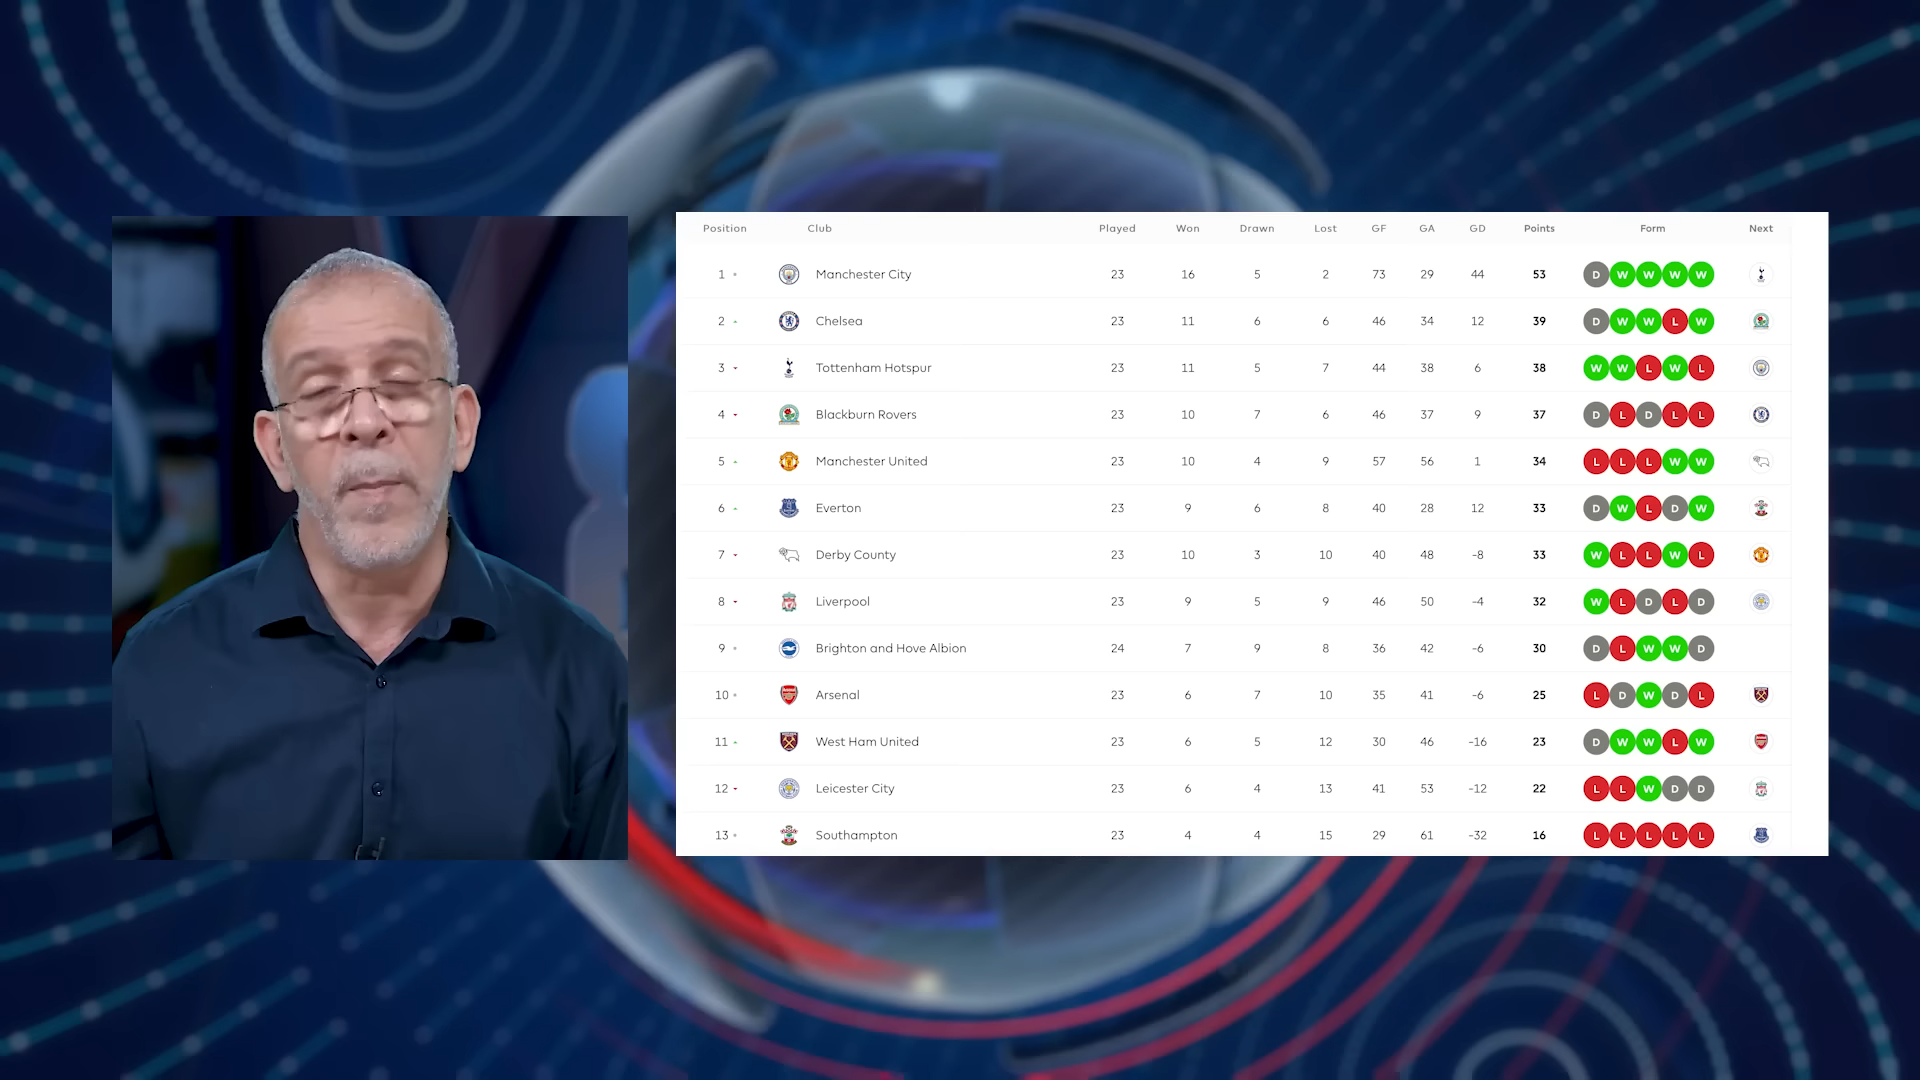 Position Club Played Won Drawn Lost GF GA GD Points Form Next
1 Manchester City 23 16 5 2 73 29 44 53 D W W W W
2 Chelsea 23 11 6 6 46 34 12 39 D W W L W
3 Tottenham Hotspur 23 11 5 7 44 38 6 38 W W L W L
4 Blackburn Rovers 23 10 7 6 46 37 9 37 D L D L L
5 Manchester United 23 10 4 9 57 56 1 34 L L L W W
6 Everton 23 9 6 8 40 28 12 33 D W L D W
7 Derby County 23 10 3 10 40 48 -8 33 W L L W L
8 Liverpool 23 9 5 9 46 50 -4 32 W L D L D
9 Brighton and Hove Albion 24 7 9 8 36 42 -6 30 D L W W D
10 Arsenal 23 6 7 10 35 41 -6 25 L D W D L
11 West Ham United 23 6 5 12 30 46 -16 23 D W W L W
12 Leicester City 23 6 4 13 41 53 -12 22 L L W D D
13 Southampton 23 4 4 15 29 61 -32 16 L L L L L